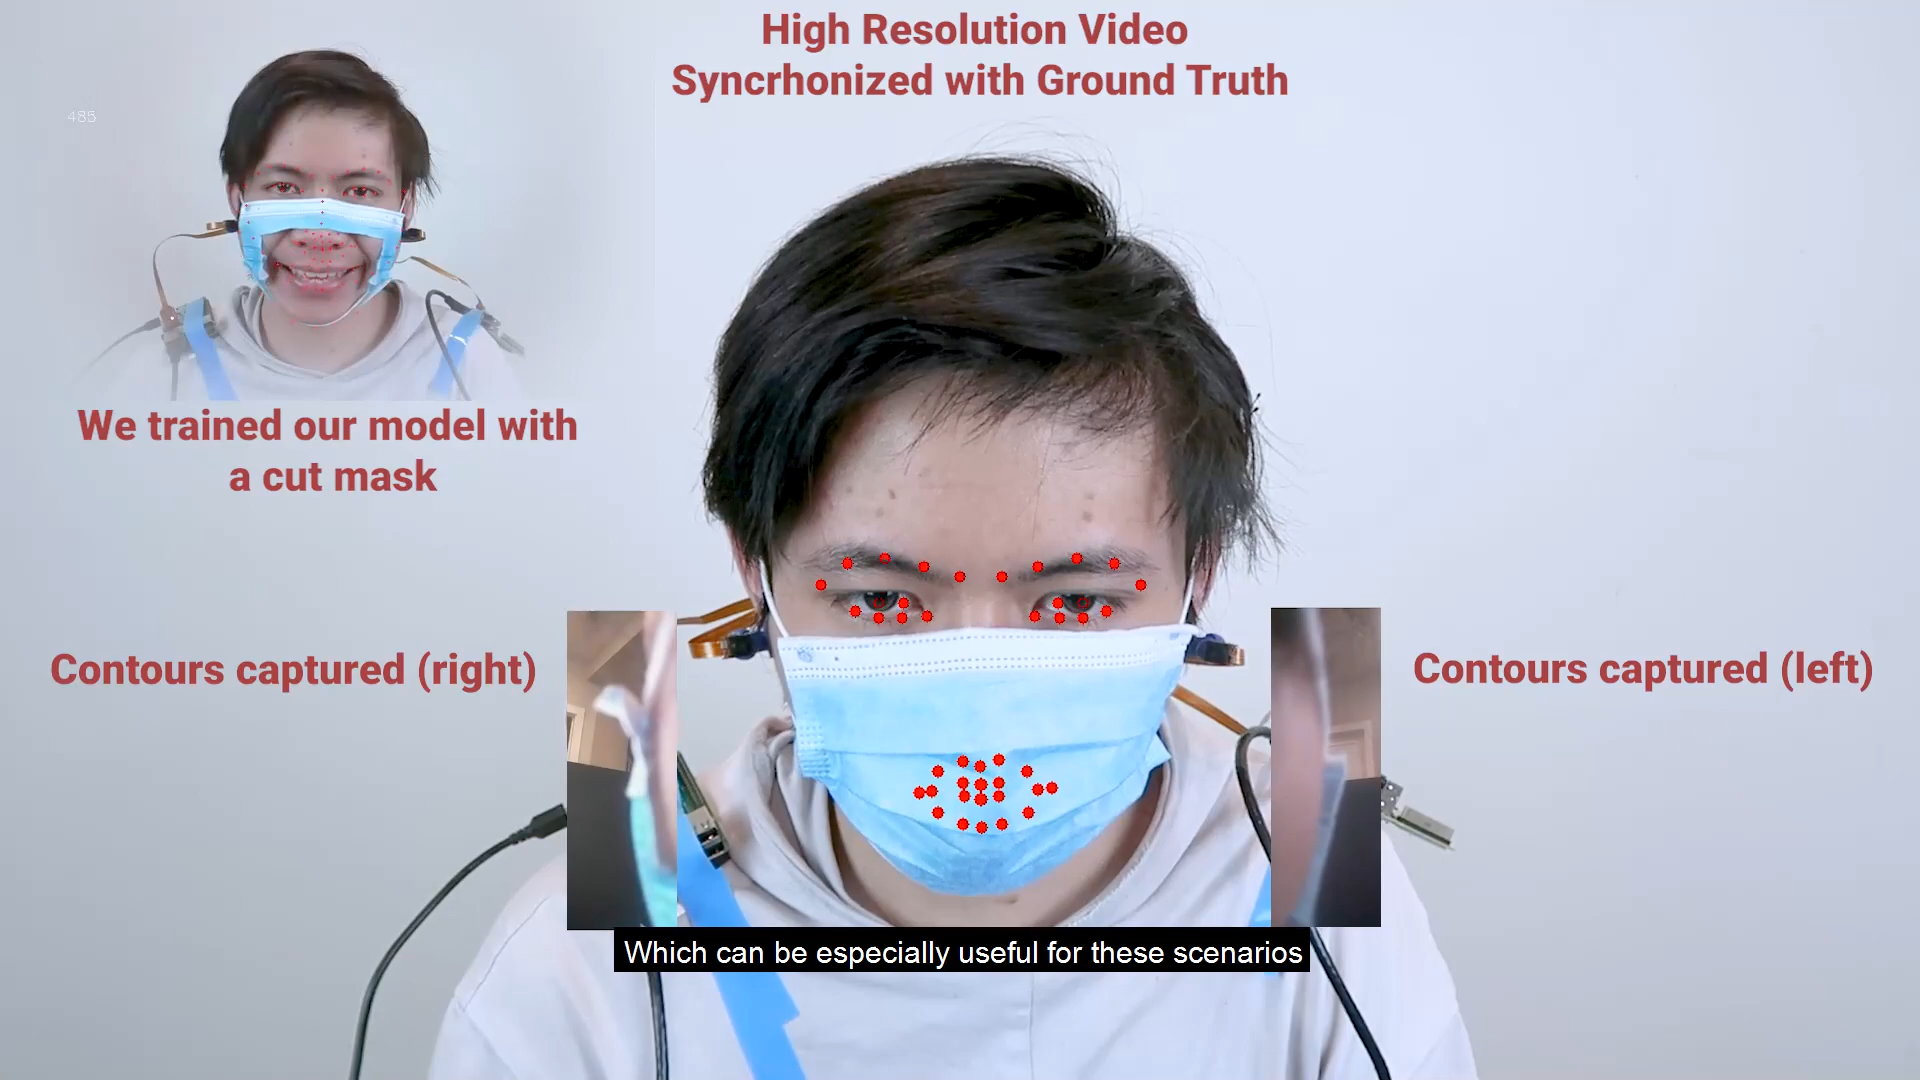 High Resolution Video
Syncrhonized with Ground Truth
485
We trained our model with
a cut mask
Contours captured (right)
Contours captured (left)
Which can be especially useful for these scenarios